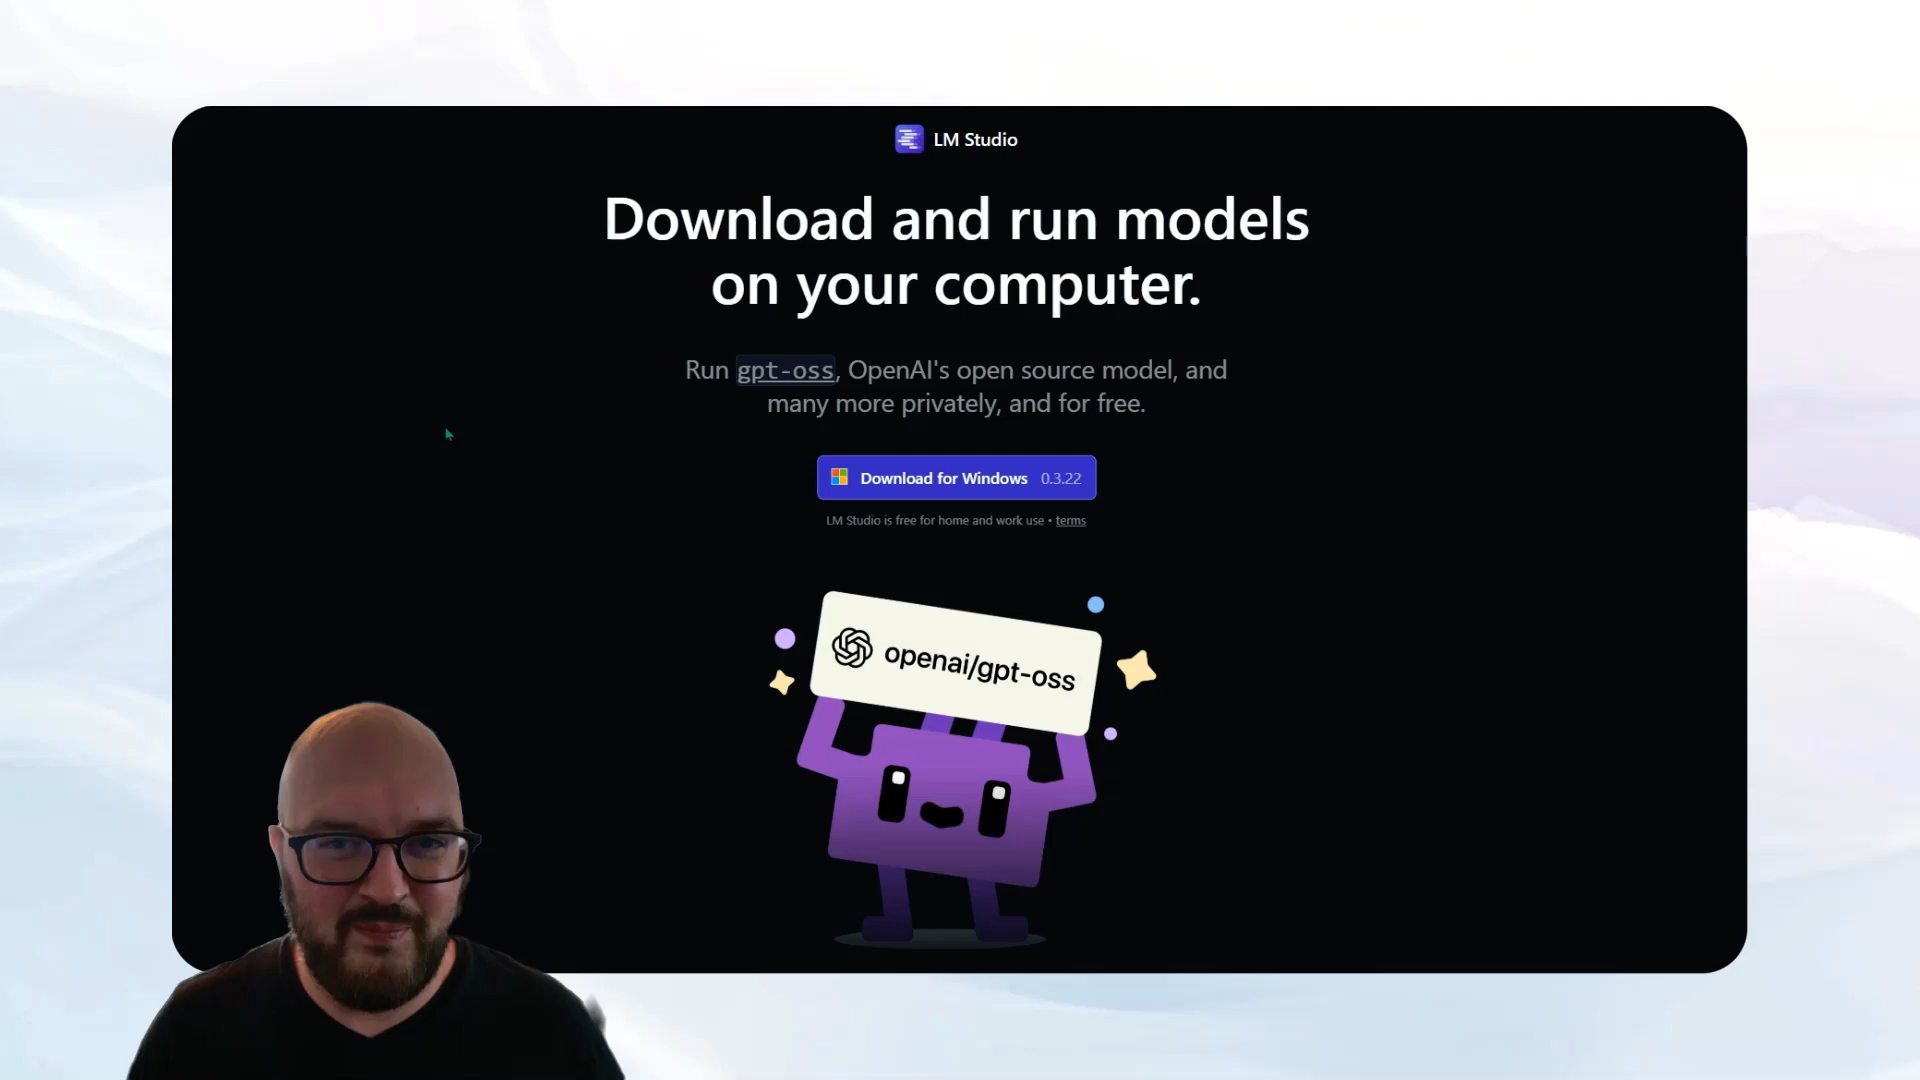 LM Studio
Download and run models
on your computer.
Run gpt-oss, OpenAI's open source model, and
many more privately, and for free.
Download for Windows 0.3.22
LM Studio is free for home and work use • terms
openai/gpt-oss